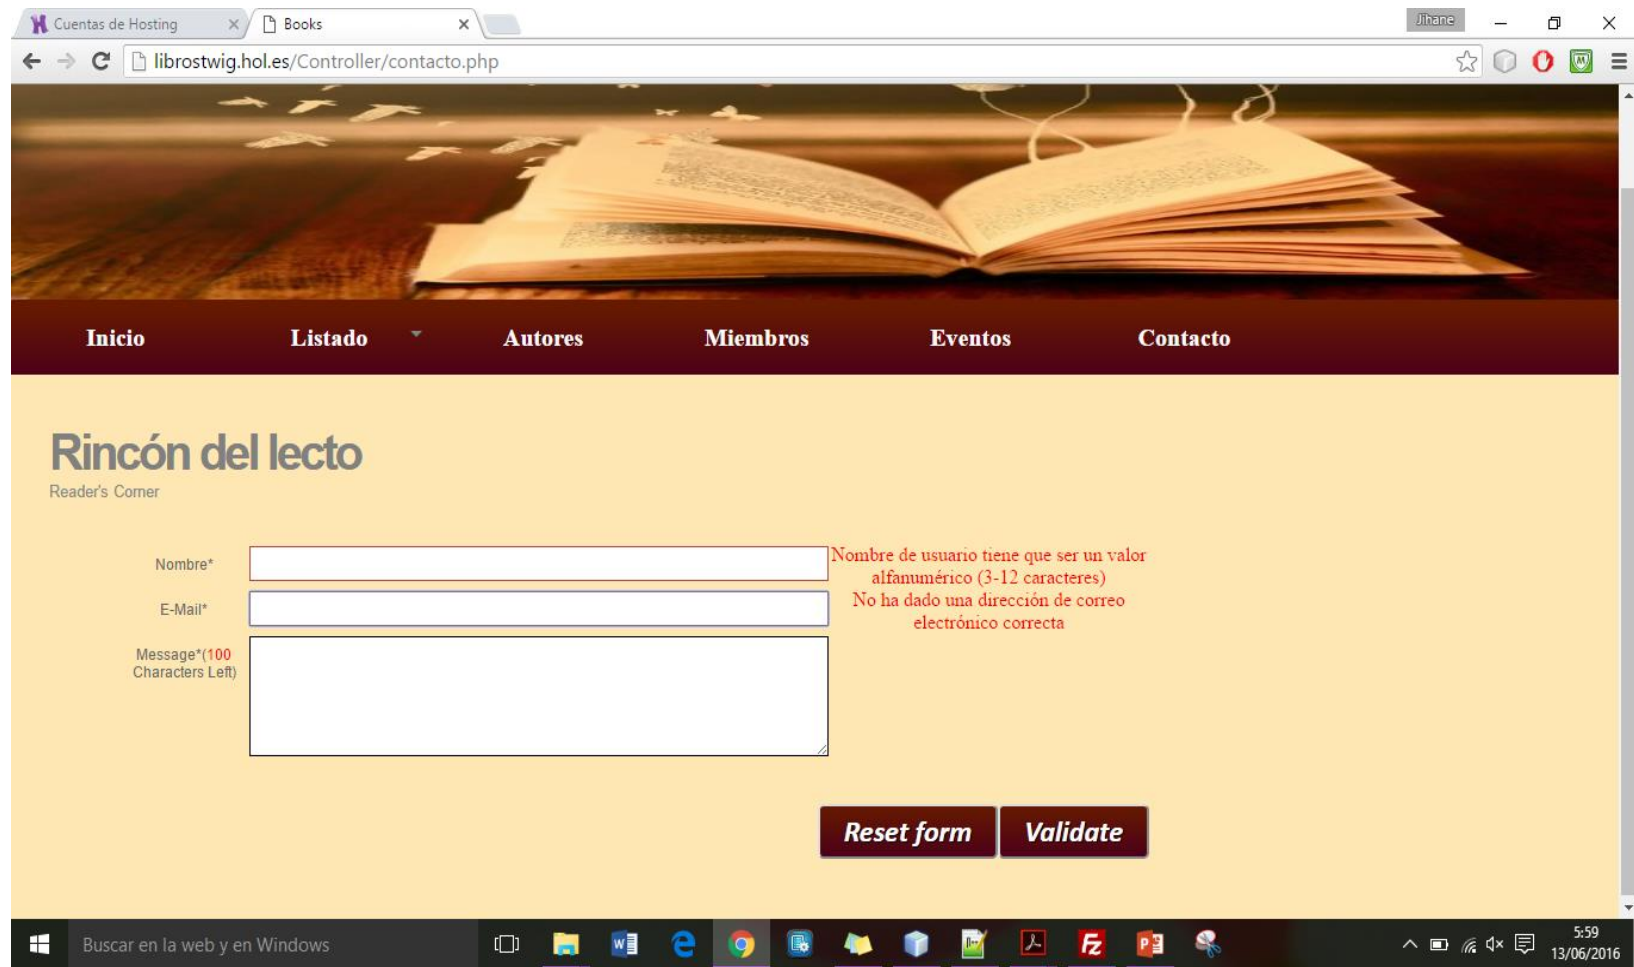 Cuentas de Hosting
Books
Jihane
librostwig.hol.es/Controller/contacto.php
Inicio
Listado
Autores
Miembros
Eventos
Contacto
Rincón del lecto
Reader's Corner
Nombre*
Nombre de usuario tiene que ser un valor
alfanumérico (3-12 caracteres)
E-Mail*
No ha dado una dirección de correo
electrónico correcta
Message*(100
Characters Left)
Reset form
Validate
Buscar en la web y en Windows
5:59
13/06/2016